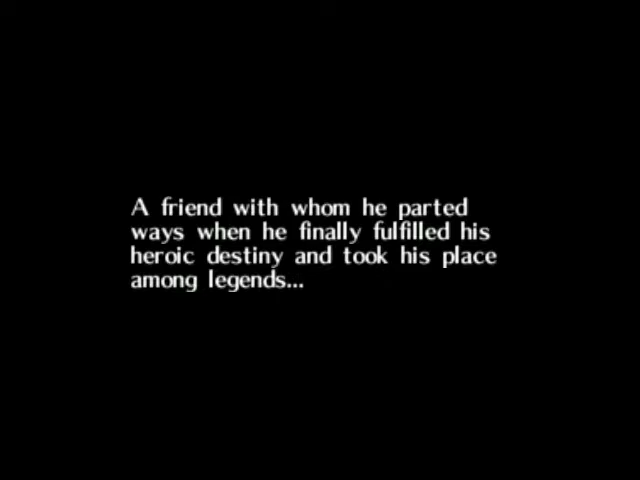 A friend with whom he parted
ways when he finally fulfilled his
heroic destiny and took his place
among legends...